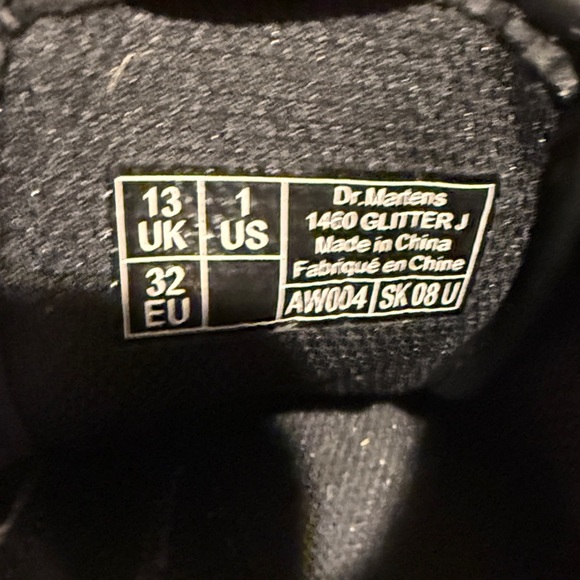 13 UK
1 US
32 EU
Dr.Martens
1460 GLITTER J
Made in China
Fabriqué en Chine
AW004 SK 08 U